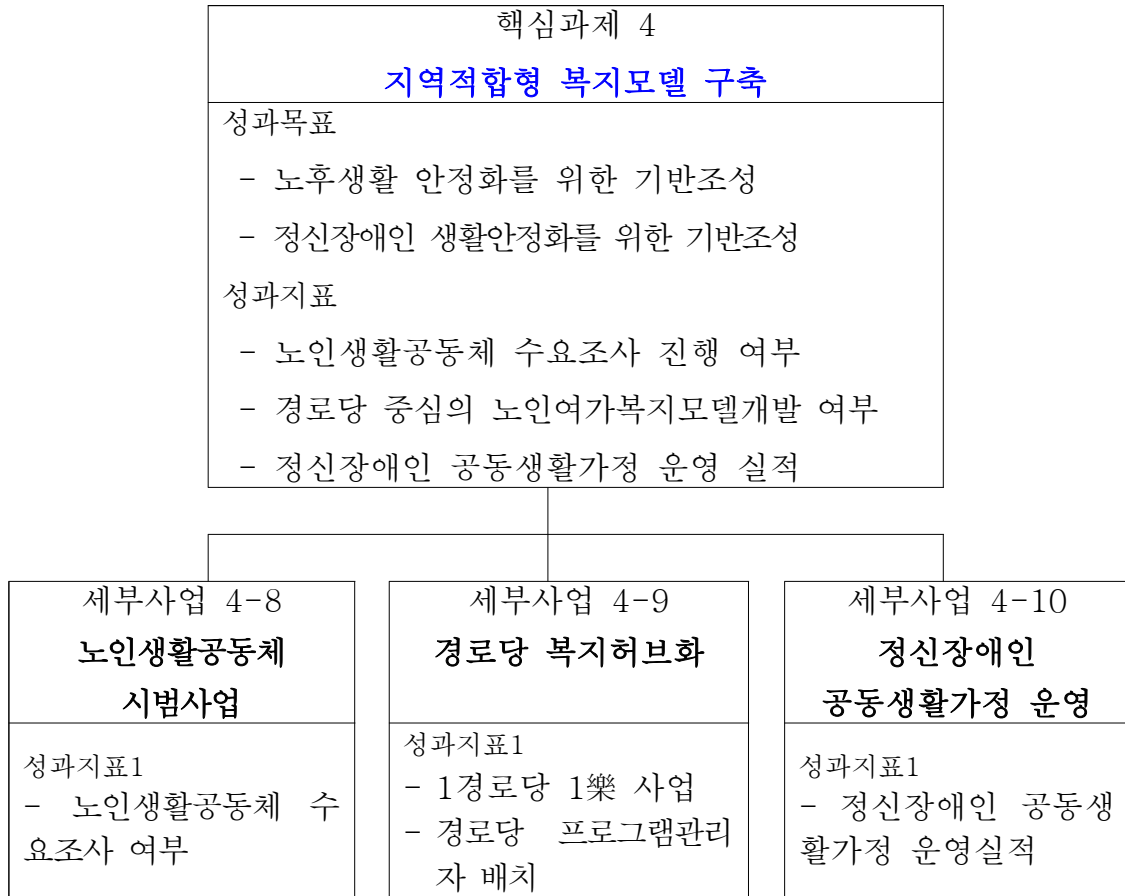 핵심과제 4
지역적합형 복지모델 구축
성과목표
- 노후생활 안정화를 위한 기반조성
- 정신장애인 생활안정화를 위한 기반조성
성과지표
- 노인생활공동체 수요조사 진행 여부
- 경로당 중심의 노인여가복지모델개발 여부
- 정신장애인 공동생활가정 운영 실적
세부사업 4-8
노인생활공동체
시범사업
성과지표1
- 노인생활공동체 수
요조사 여부
세부사업 4-9
경로당 복지허브화
성과지표1
- 1경로당 1樂 사업
- 경로당 프로그램관리
자 배치
세부사업 4-10
정신장애인
공동생활가정 운영
성과지표1
- 정신장애인 공동생
활가정 운영실적